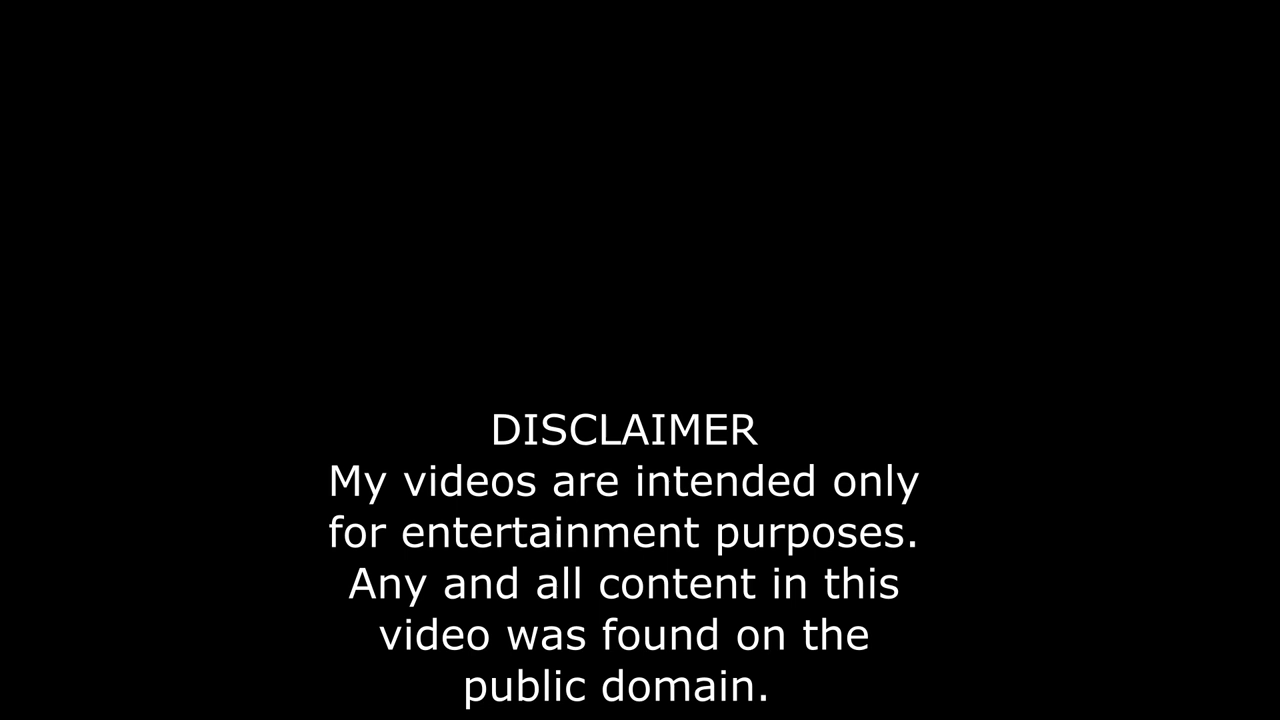 DISCLAIMER
My videos are intended only
for entertainment purposes.
Any and all content in this
video was found on the
public domain.